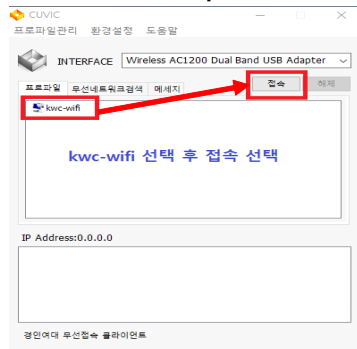 CUVIC
프로파일관리 환경설정 도움말
INTERFACE Wireless AC1200 Dual Band USB Adapter
프로파일 무선네트워크검색 메세지 접속 해제
kwc-wifi
kwc-wifi 선택 후 접속 선택
IP Address:0.0.0.0
경인여대 무선접속 클라이언트